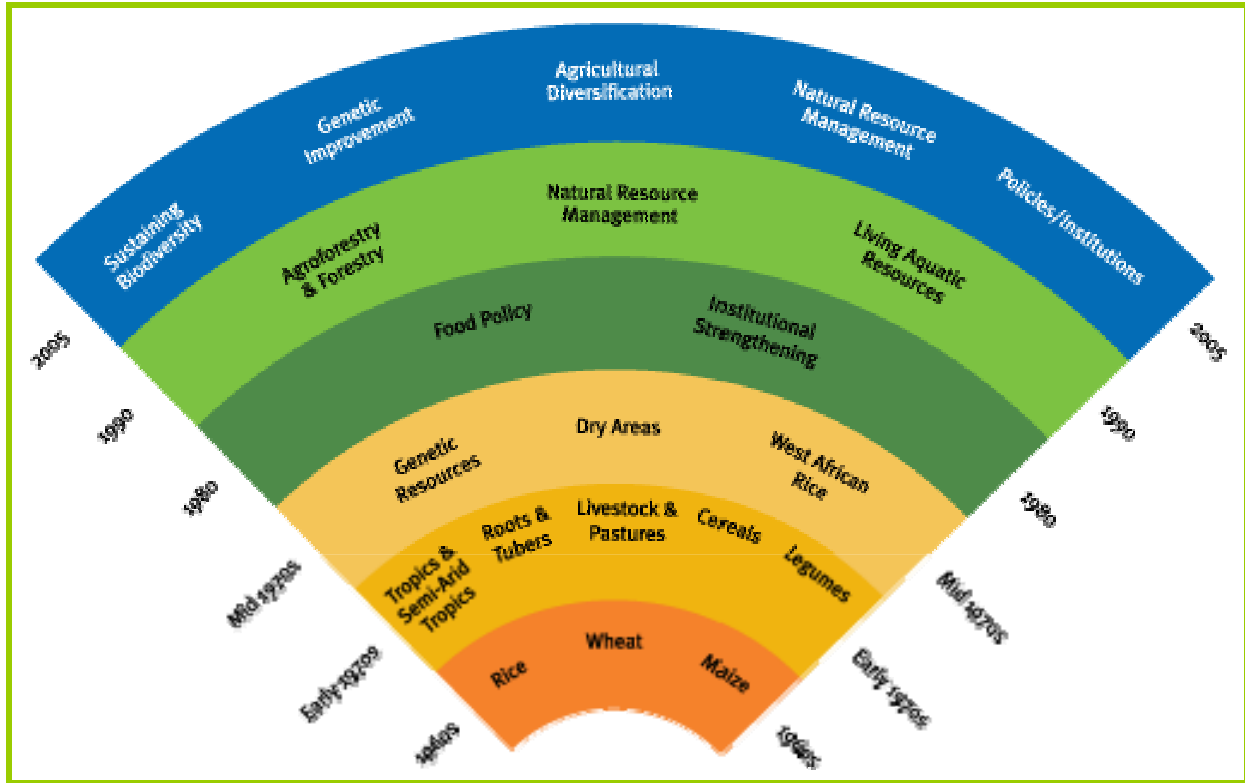 Agricultural
Diversification
Genetic
Improvement
Natural Resource
Management
Sustaining
Biodiversity
Policies/Institutions
Natural Resource
Management
Agroforestry
& Forestry
Living Aquatic
Resources
Food Policy
Institutional
Strengthening
Dry Areas
Genetic
Resources
West African
Rice
Livestock &
Pastures
Roots &
Tubers
Cereals
Tropics &
Semi-Arid
Tropics
Legumes
Wheat
Rice
Maize
2005
1990
1980
Mid 1970s
Early 1970s
1960s
2005
1990
1980
Mid 1970s
Early 1970s
1960s